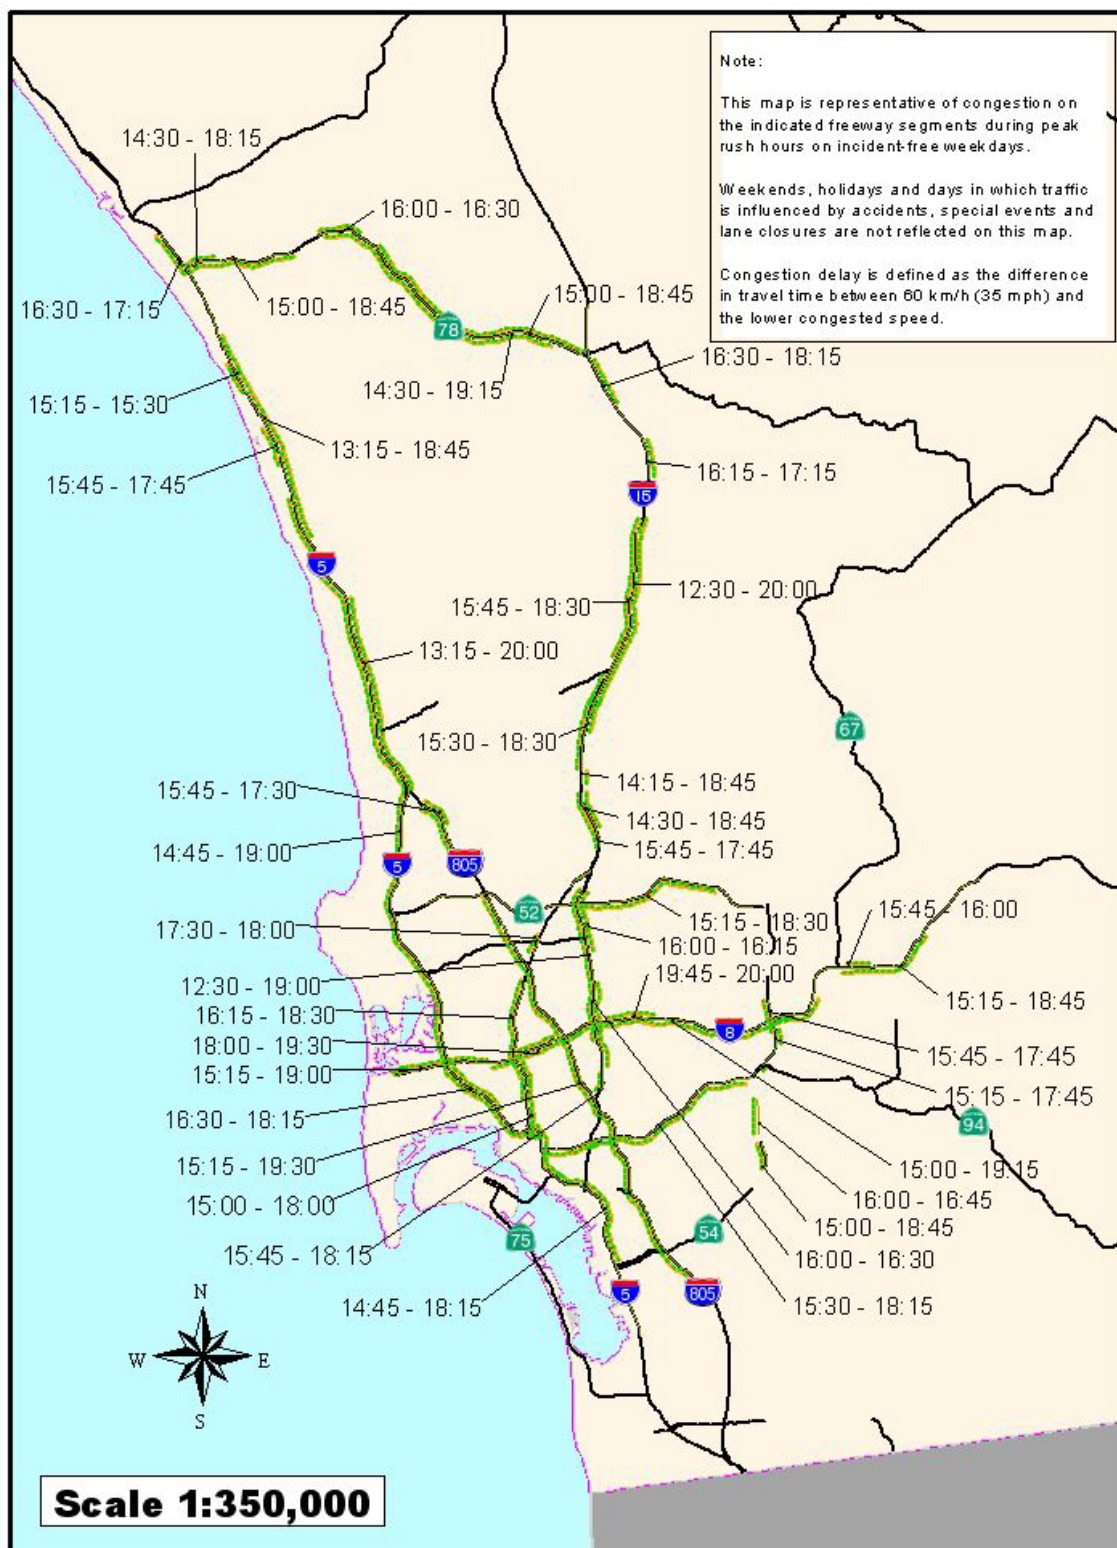 Note:
This map is representative of congestion on
the indicated freeway segments during peak
rush hours on incident-free weekdays.
Weekends, holidays and days in which traffic
is influenced by accidents, special events and
lane closures are not reflected on this map.
Congestion delay is defined as the difference
in travel time between 60 km/h (35 mph) and
the lower congested speed.
14:30 - 18:15
16:00 - 16:30
16:30 - 17:15
15:00 - 18:45
15:00 - 18:45
78
14:30 - 19:15
16:30 - 18:15
15:15 - 15:30
13:15 - 18:45
15:45 - 17:45
16:15 - 17:15
15
5
12:30 - 20:00
15:45 - 18:30
13:15 - 20:00
67
15:30 - 18:30
15:45 - 17:30
14:15 - 18:45
14:30 - 18:45
14:45 - 19:00
15:45 - 17:45
5
805
52
15:15 - 18:30
15:45 - 16:00
17:30 - 18:00
16:00 - 16:15
12:30 - 19:00
19:45 - 20:00
15:15 - 18:45
16:15 - 18:30
8
18:00 - 19:30
15:45 - 17:45
15:15 - 19:00
15:15 - 17:45
16:30 - 18:15
94
15:15 - 19:30
15:00 - 19:15
15:00 - 18:00
16:00 - 16:45
15:00 - 18:45
54
75
15:45 - 18:15
16:00 - 16:30
14:45 - 18:15
5
805
15:30 - 18:15
N
W
E
S
Scale 1:350,000